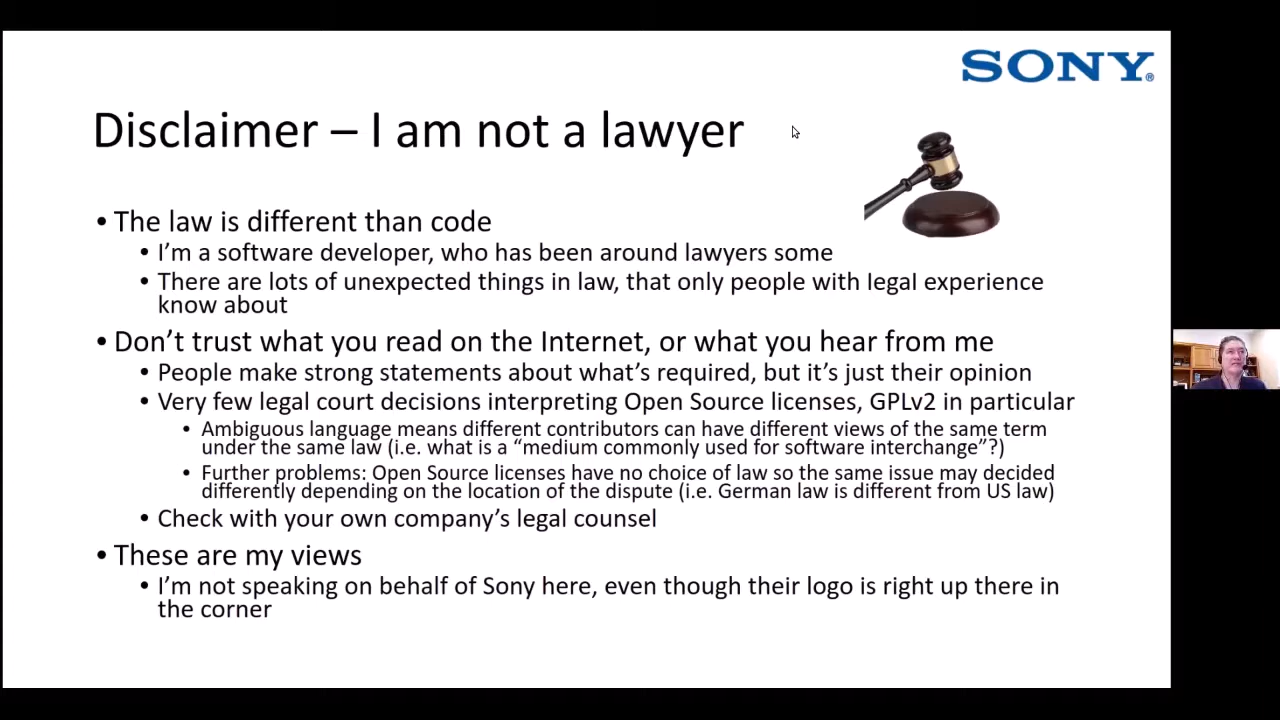 SONY®
Disclaimer – I am not a lawyer
• The law is different than code
• I'm a software developer, who has been around lawyers some
• There are lots of unexpected things in law, that only people with legal experience
know about
• Don't trust what you read on the Internet, or what you hear from me
• People make strong statements about what's required, but it's just their opinion
• Very few legal court decisions interpreting Open Source licenses, GPLv2 in particular
• Ambiguous language means different contributors can have different views of the same term
under the same law (i.e. what is a “medium commonly used for software interchange”?)
• Further problems: Open Source licenses have no choice of law so the same issue may decided
differently depending on the location of the dispute (i.e. German law is different from US law)
• Check with your own company's legal counsel
• These are my views
• I'm not speaking on behalf of Sony here, even though their logo is right up there in
the corner